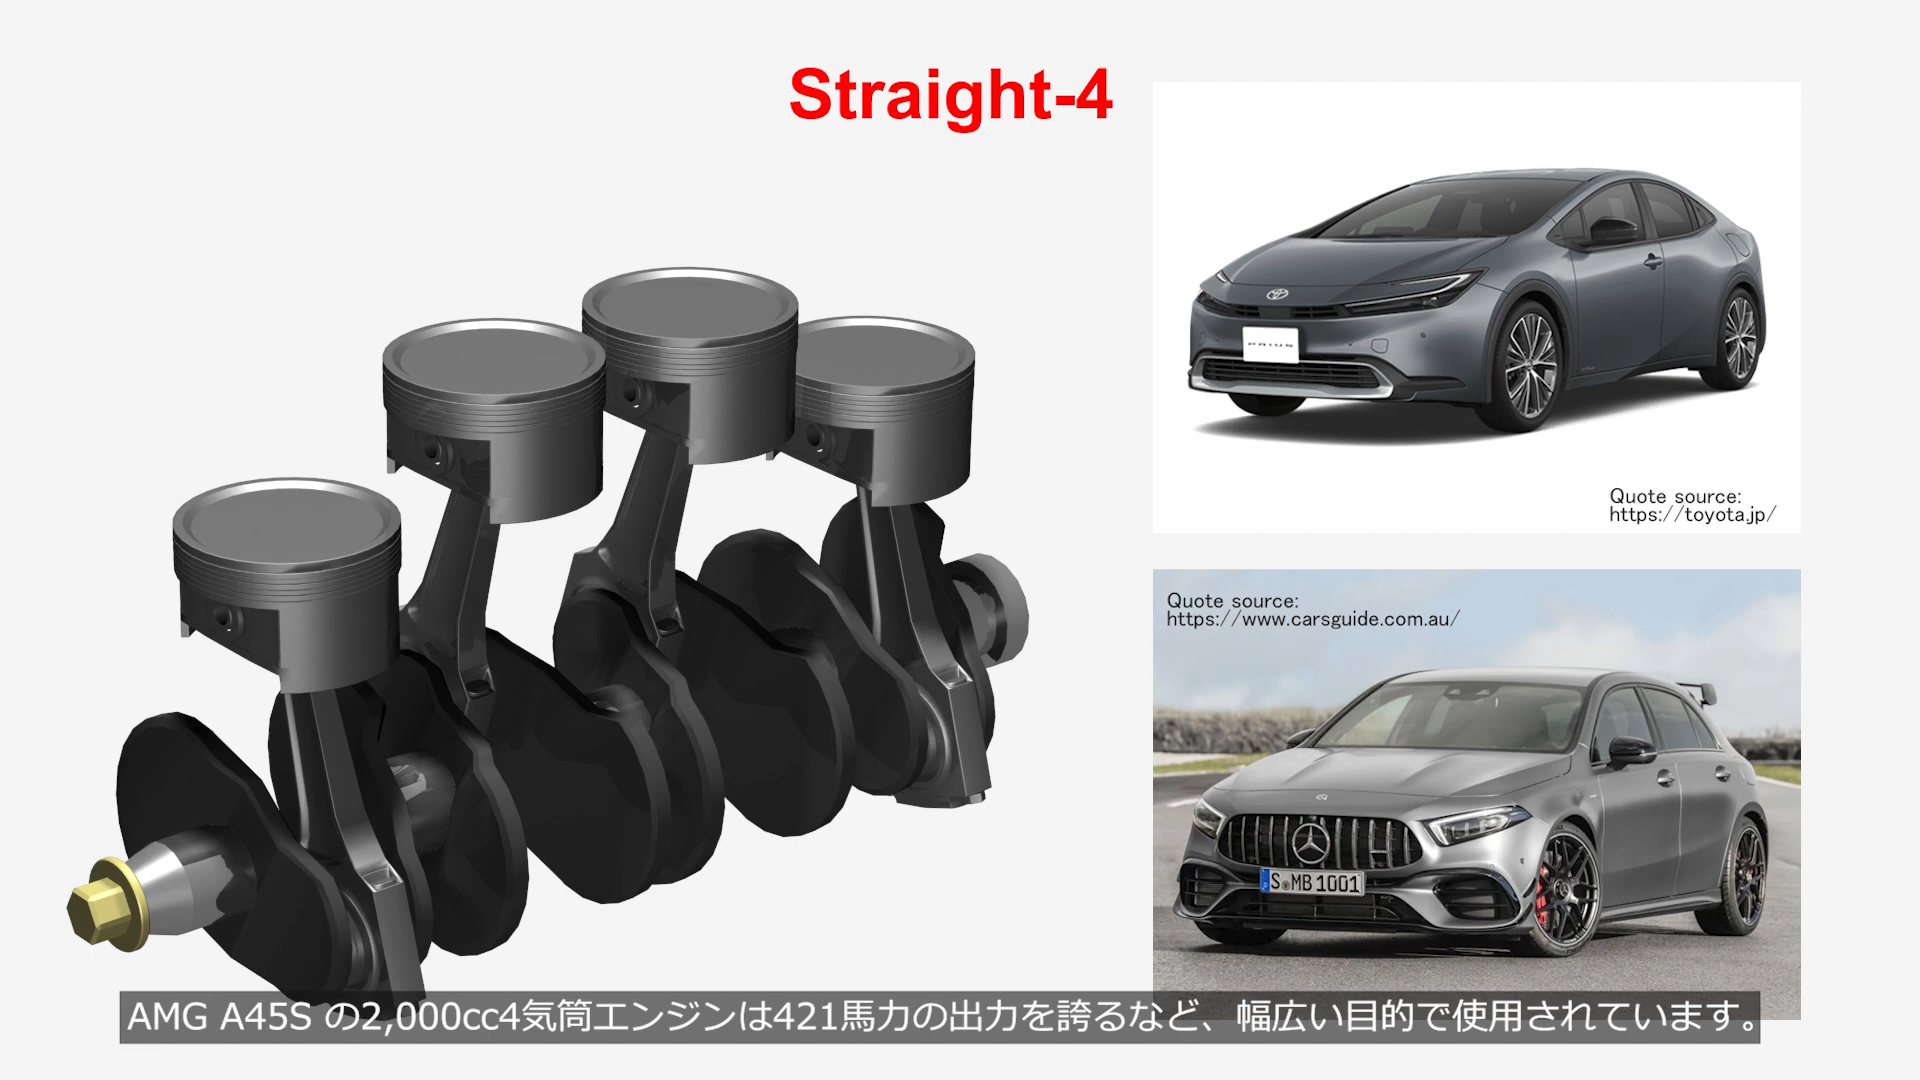 Straight-4
PRIUS
Quote source:
https://toyota.jp/
Quote source:
https://www.carsguide.com.au/
S MB 1001
AMG A45S の2,000cc4気筒エンジンは421馬力の出力を誇るなど、幅広い目的で使用されています。